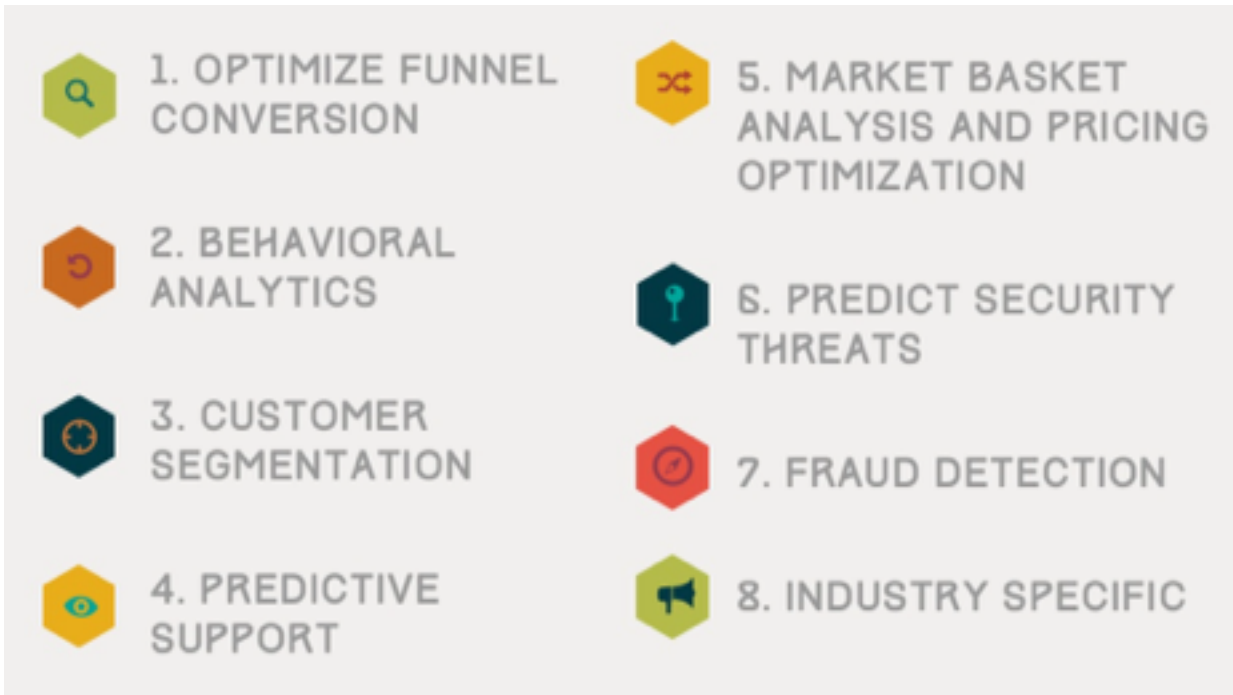 1. OPTIMIZE FUNNEL
CONVERSION
2. BEHAVIORAL
ANALYTICS
3. CUSTOMER
SEGMENTATION
4. PREDICTIVE
SUPPORT
5. MARKET BASKET
ANALYSIS AND PRICING
OPTIMIZATION
6. PREDICT SECURITY
THREATS
7. FRAUD DETECTION
8. INDUSTRY SPECIFIC